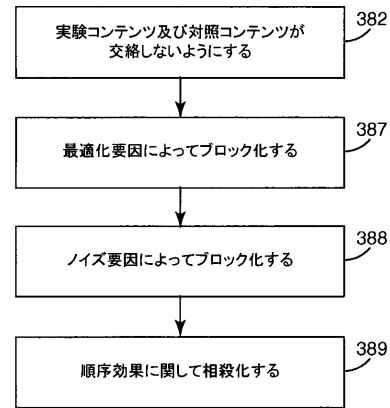 実験コンテンツ及び対照コンテンツが
交絡しないようにする
382
最適化要因によってブロック化する
387
ノイズ要因によってブロック化する
388
順序効果に関して相殺化する
389